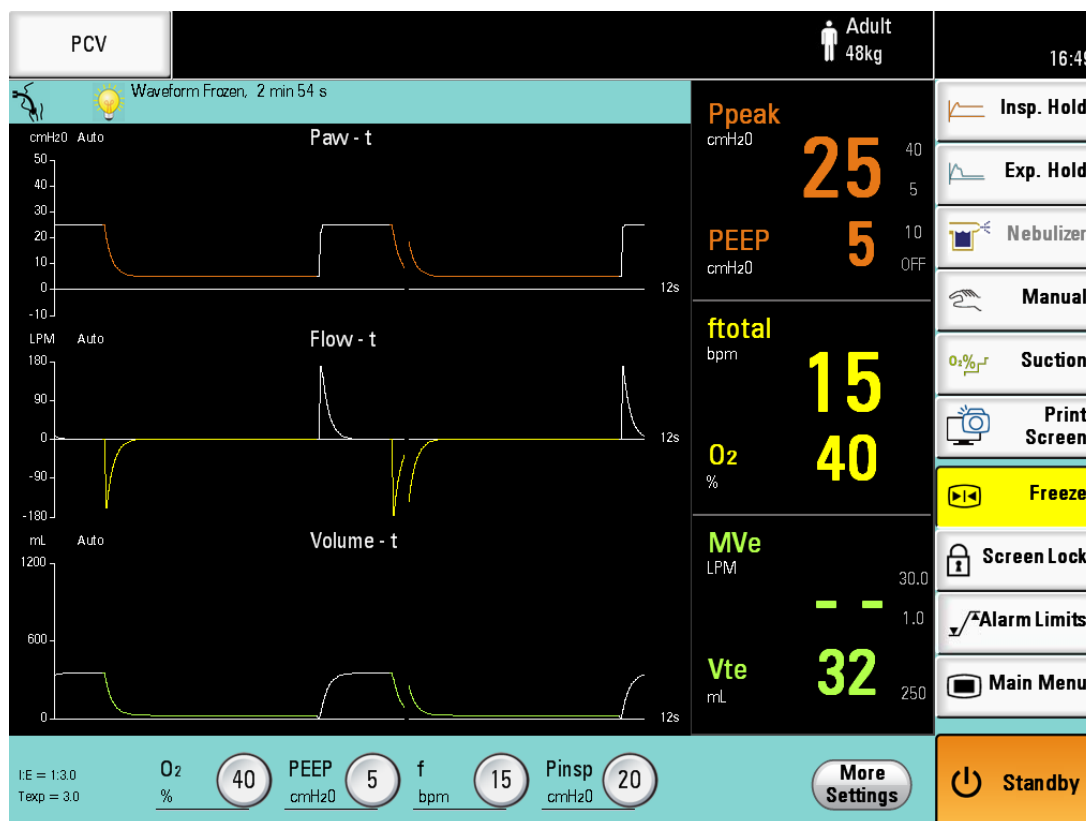 PCV
Adult
48kg
16:49
Waveform Frozen, 2 min 54 s
cmH2O Auto
Paw - t
50
40
30
20
10
0
-10
12s
LPM Auto
Flow - t
180
90
0
-90
-180
12s
mL Auto
Volume - t
1200
600
0
12s
Ppeak
cmH2O
25
40
5
PEEP
cmH2O
5
10
OFF
ftotal
bpm
15
O2
%
40
MVe
LPM
- -
30.0
1.0
Vte
mL
32
250
Insp. Hold
Exp. Hold
Nebulizer
Manual
O2% Suction
Print
Screen
Freeze
Screen Lock
Alarm Limits
Main Menu
Standby
I:E = 1:3.0
Texp = 3.0
O2
%
40
PEEP
cmH2O
5
f
bpm
15
Pinsp
cmH2O
20
More
Settings